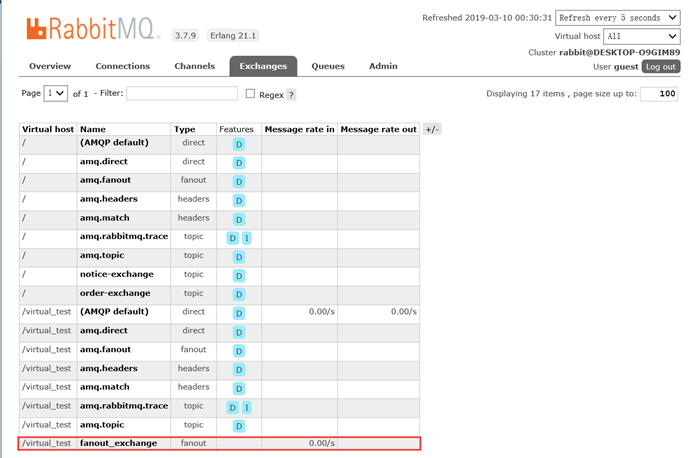 Refreshed 2019-03-10 00:30:31 Refresh every 5 seconds
RabbitMQ TM 3.7.9 Erlang 21.1
Virtual host All
Cluster rabbit@DESKTOP-O9GIM89
User guest Log out
Overview Connections Channels Exchanges Queues Admin
Page 1 of 1 - Filter: Regex ? Displaying 17 items , page size up to: 100
Virtual host Name Type Features Message rate in Message rate out +/-
/ (AMQP default) direct D
/ amq.direct direct D
/ amq.fanout fanout D
/ amq.headers headers D
/ amq.match headers D
/ amq.rabbitmq.trace topic D I
/ amq.topic topic D
/ notice-exchange topic D
/ order-exchange topic D
/virtual_test (AMQP default) direct D 0.00/s 0.00/s
/virtual_test amq.direct direct D
/virtual_test amq.fanout fanout D
/virtual_test amq.headers headers D
/virtual_test amq.match headers D
/virtual_test amq.rabbitmq.trace topic D I
/virtual_test amq.topic topic D
/virtual_test fanout_exchange fanout 0.00/s